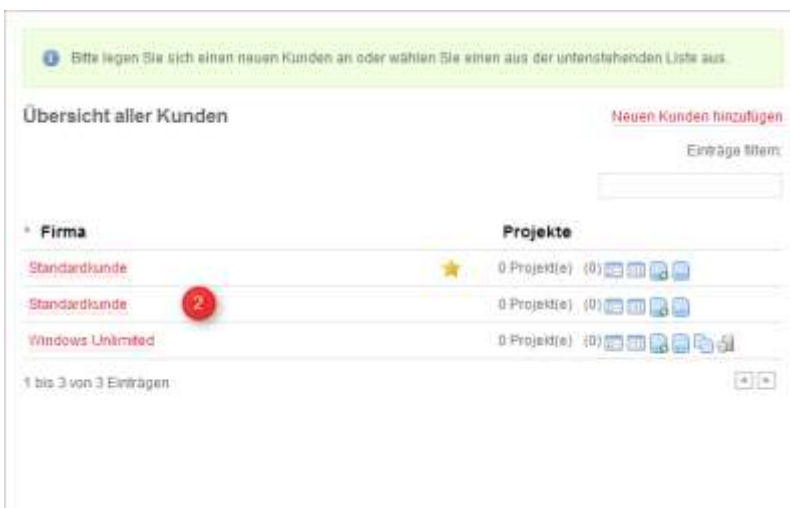 Bitte legen Sie sich einen neuen Kunden an oder wählen Sie einen aus der untenstehenden Liste aus.
Übersicht aller Kunden
Neuen Kunden hinzufügen
Einträge filtern:
Firma Projekte
Standardkunde 0 Projekt(e) (0)
Standardkunde 2 0 Projekt(e) (0)
Windows Unlimited 0 Projekt(e) (0)
1 bis 3 von 3 Einträgen